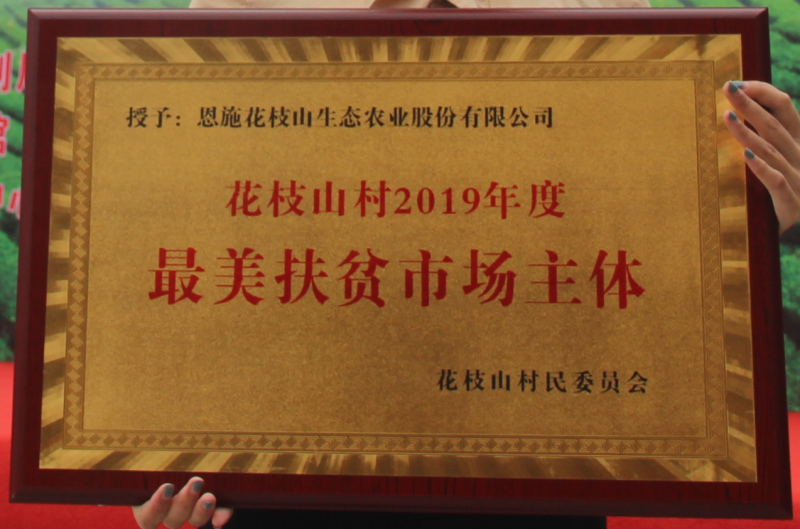 授予：恩施花枝山生态农业股份有限公司
花枝山村2019年度
最美扶贫市场主体
花枝山村民委员会